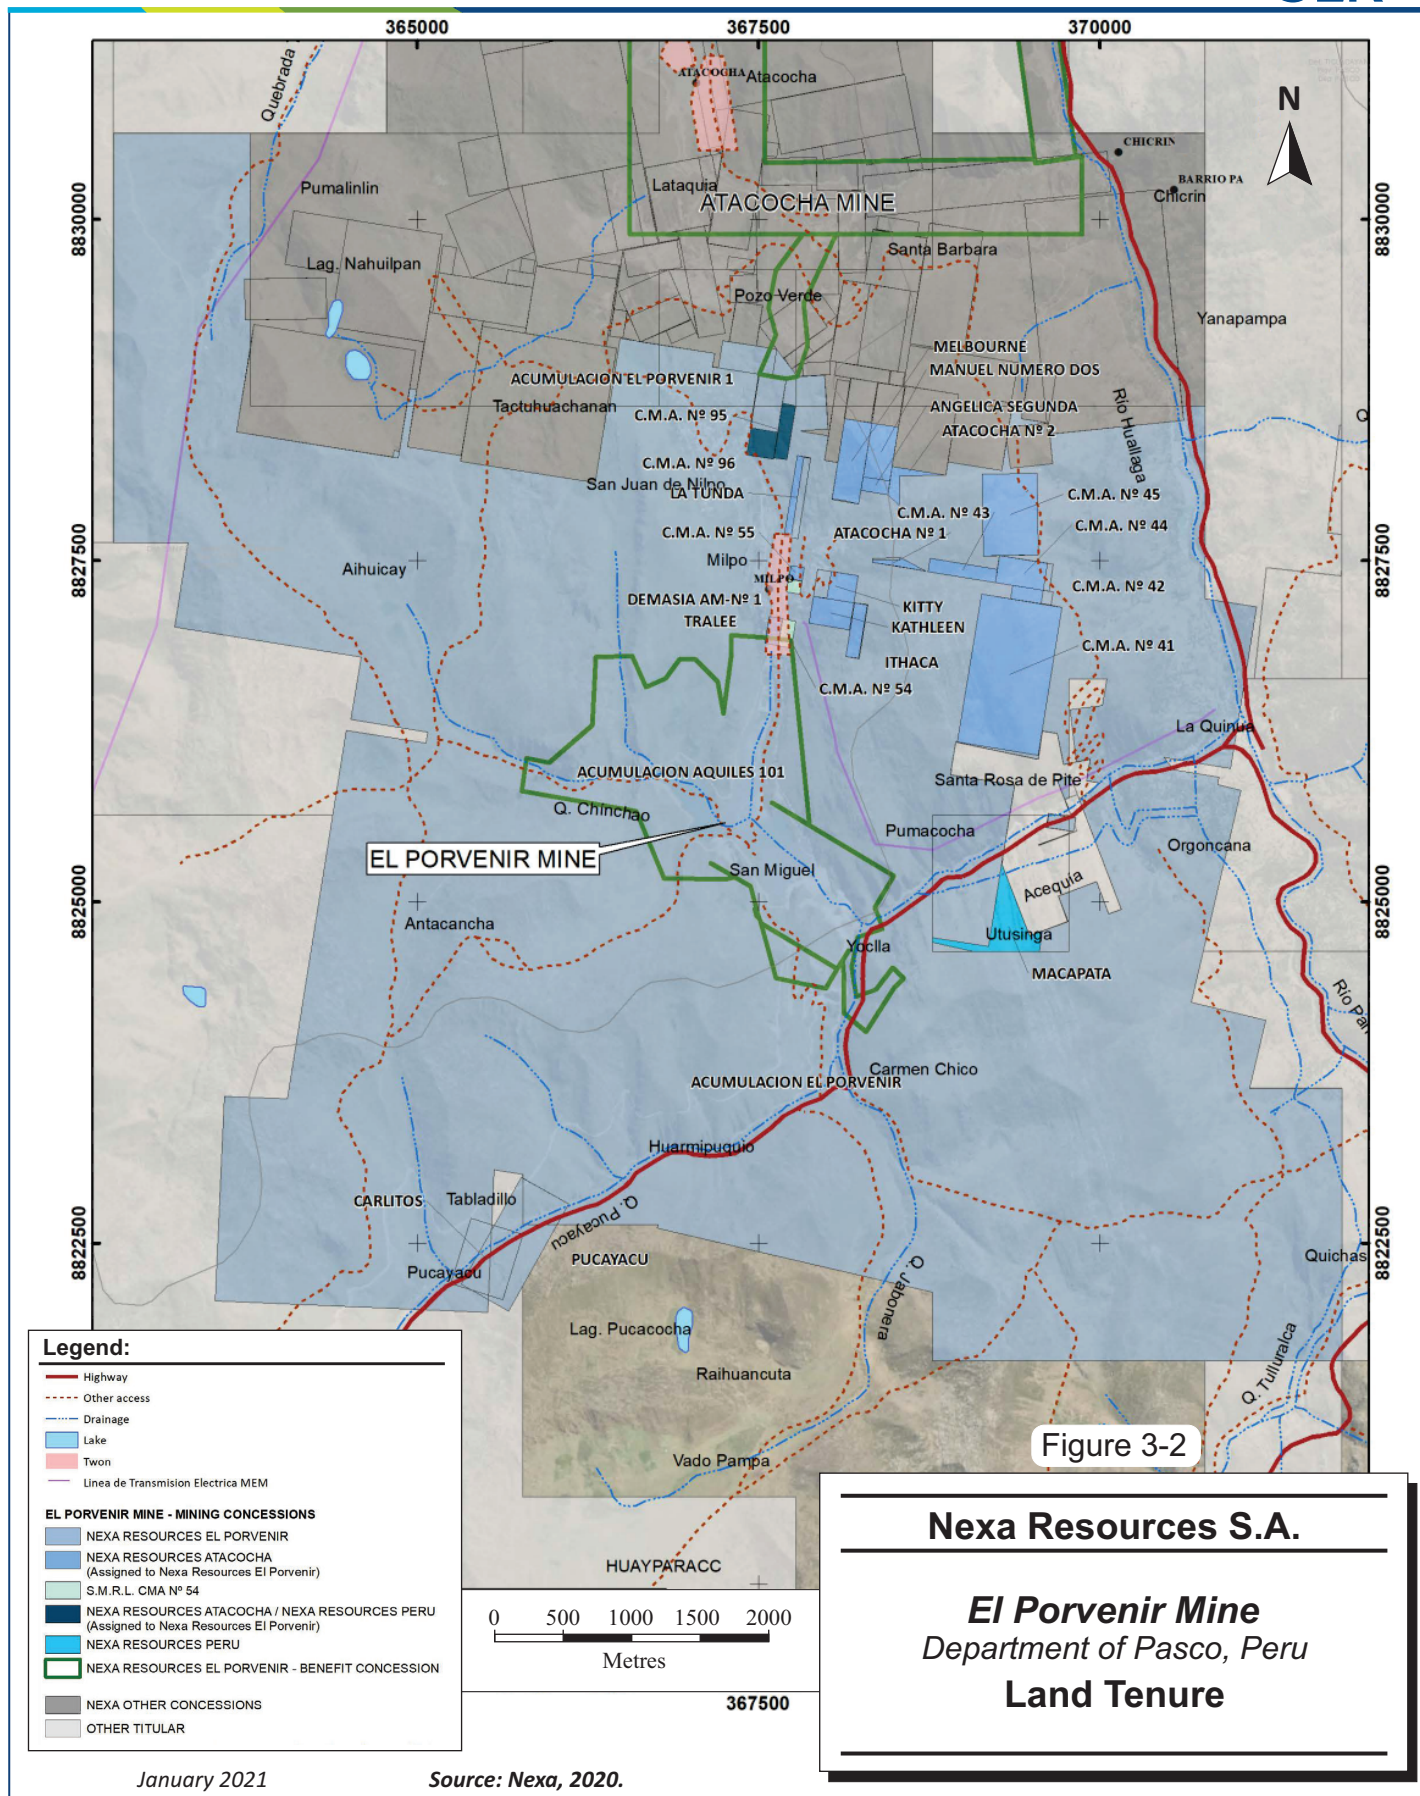 365000
367500
370000
Quebrada
ATACOCHA
Atacocha
N
CHICRIN
BARRIO PA
Chicrin
Pumalinlin
Lataquia
ATACOCHA MINE
8830000
8830000
Santa Barbara
Lag. Nahuilpan
Pozo Verde
Yanapampa
MELBOURNE
MANUEL NUMERO DOS
ACUMULACION EL PORVENIR 1
Tactuhuachanan
C.M.A. Nº 95
ANGELICA SEGUNDA
ATACOCHA Nº 2
Rio Huallaga
Q
C.M.A. Nº 96
San Juan de Nilpo
LA TUNDA
C.M.A. Nº 45
C.M.A. Nº 43
C.M.A. Nº 44
C.M.A. Nº 55
ATACOCHA Nº 1
8827500
8827500
Milpo
MILPO
Aihuicay
C.M.A. Nº 42
DEMASIA AM-Nº 1
TRALEE
KITTY
KATHLEEN
C.M.A. Nº 41
ITHACA
C.M.A. Nº 54
La Quinua
ACUMULACION AQUILES 101
Santa Rosa de Pite
Q. Chinchao
Pumacocha
Orgoncana
EL PORVENIR MINE
San Miguel
Acequia
8825000
8825000
Antacancha
Utusinga
Yoclla
MACAPATA
Rio Pari
Carmen Chico
ACUMULACION EL PORVENIR
Huarmipuquio
CARLITOS
Tabladillo
Q. Pucayacu
8822500
8822500
PUCAYACU
Pucayacu
Quichas
Q. Jabonera
Lag. Pucacocha
Raihuancuta
Q. Tulluralca
Vado Pampa
HUAYPARACC
Legend:
Highway
Other access
Drainage
Lake
Twon
Linea de Transmision Electrica MEM
EL PORVENIR MINE - MINING CONCESSIONS
NEXA RESOURCES EL PORVENIR
NEXA RESOURCES ATACOCHA
(Assigned to Nexa Resources El Porvenir)
S.M.R.L. CMA Nº 54
NEXA RESOURCES ATACOCHA / NEXA RESOURCES PERU
(Assigned to Nexa Resources El Porvenir)
NEXA RESOURCES PERU
NEXA RESOURCES EL PORVENIR - BENEFIT CONCESSION
NEXA OTHER CONCESSIONS
OTHER TITULAR
0 500 1000 1500 2000
Metres
367500
Figure 3-2
Nexa Resources S.A.
El Porvenir Mine
Department of Pasco, Peru
Land Tenure
January 2021
Source: Nexa, 2020.